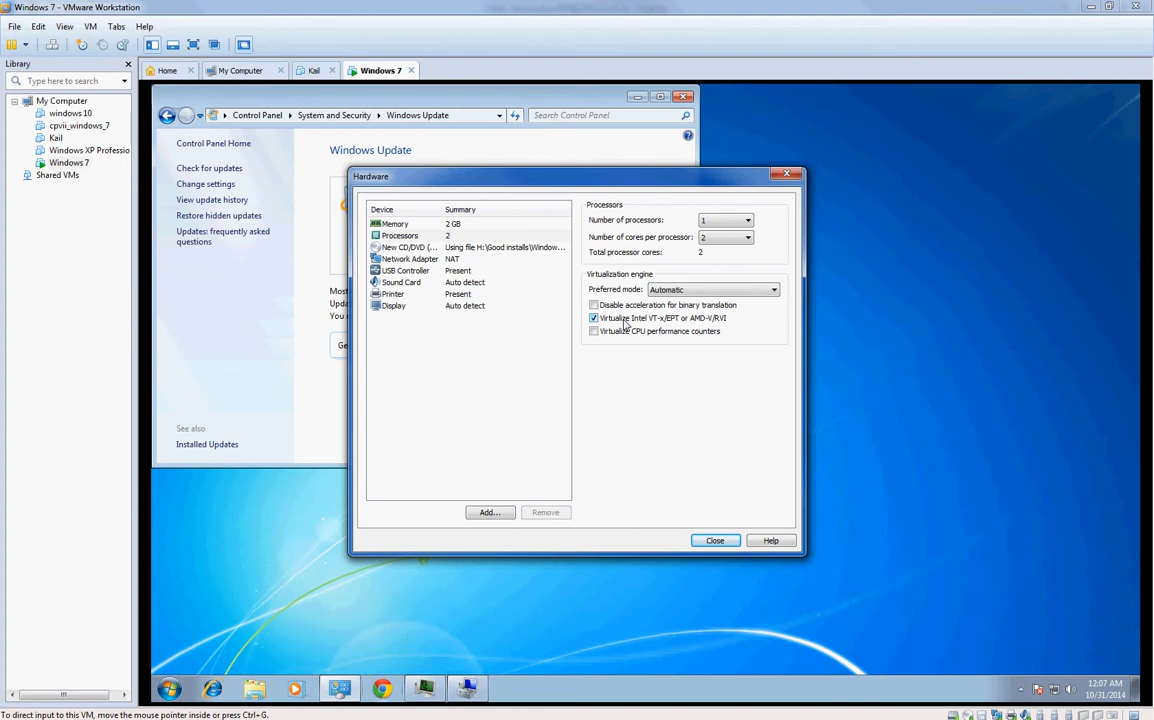 Windows 7 - VMware Workstation
File Edit View VM Tabs Help
Library
Type here to search
My Computer
windows 10
cpvii_windows_7
Kail
Windows XP Professio
Windows 7
Shared VMs
Home
My Computer
Kail
Windows 7
Control Panel
System and Security
Windows Update
Search Control Panel
Control Panel Home
Check for updates
Change settings
View update history
Restore hidden updates
Updates: frequently asked
questions
See also
Installed Updates
Windows Update
Most
Upda
Upda
Ge
Hardware
Device Summary
Memory 2 GB
Processors 2
New CD/DVD (... Using file H:\Good installs\Window...
Network Adapter NAT
USB Controller Present
Sound Card Auto detect
Printer Present
Display Auto detect
Add... Remove
Processors
Number of processors: 1
Number of cores per processor: 2
Total processor cores: 2
Virtualization engine
Preferred mode: Automatic
Disable acceleration for binary translation
Virtualize Intel VT-x/EPT or AMD-V/RVI
Virtualize CPU performance counters
Close Help
12:07 AM
10/31/2014
To direct input to this VM, move the mouse pointer inside or press Ctrl+G.